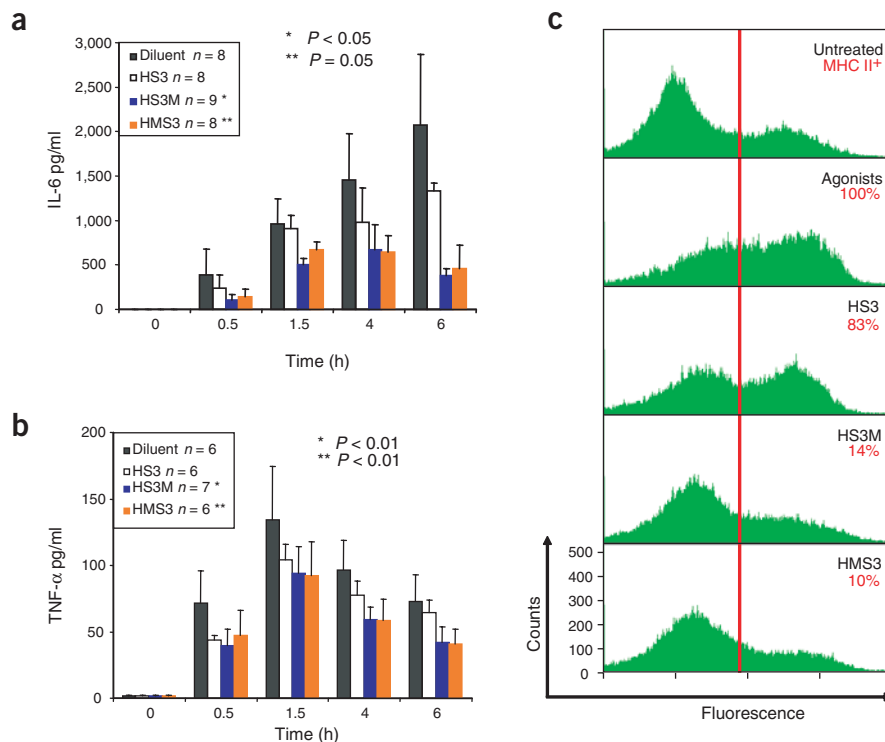 a
3,000
2,500
2,000
1,500
1,000
500
0
IL-6 pg/ml
Diluent n = 8
HS3 n = 8
HS3M n = 9 *
HMS3 n = 8 **
* P < 0.05
** P = 0.05
0 0.5 1.5 4 6
Time (h)
b
200
150
100
50
0
TNF-α pg/ml
Diluent n = 6
HS3 n = 6
HS3M n = 7 *
HMS3 n = 6 **
* P < 0.01
** P < 0.01
0 0.5 1.5 4 6
Time (h)
c
Untreated
MHC II+
Agonists
100%
HS3
83%
HS3M
14%
HMS3
10%
500
400
300
200
100
0
Counts
Fluorescence